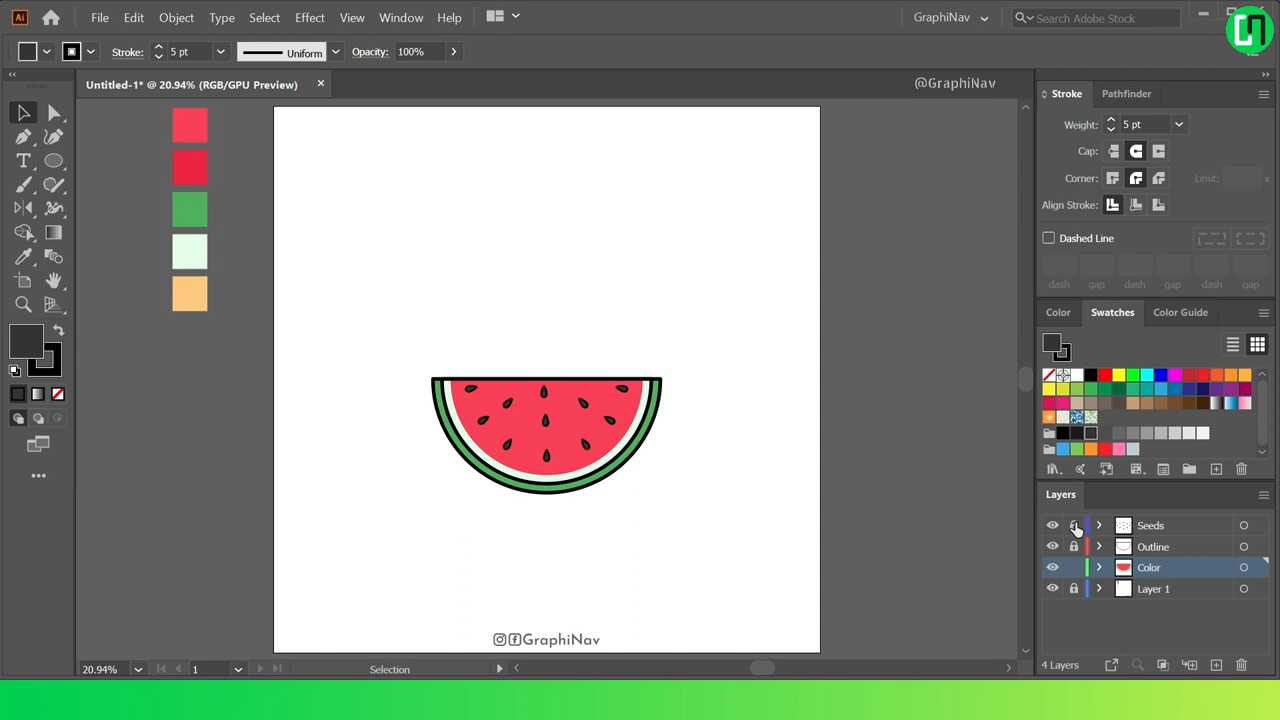 File Edit Object Type Select Effect View Window Help
GraphiNav
Search Adobe Stock
Stroke: 5 pt Uniform Opacity: 100%
Untitled-1* @ 20.94% (RGB/GPU Preview) ×
@GraphiNav
Stroke Pathfinder
Weight: 5 pt
Cap:
Corner: Limit: x
Align Stroke:
Dashed Line
dash gap dash gap dash gap
Color Swatches Color Guide
Layers
Seeds
Outline
Color
Layer 1
GraphiNav
20.94% 1 Selection
4 Layers